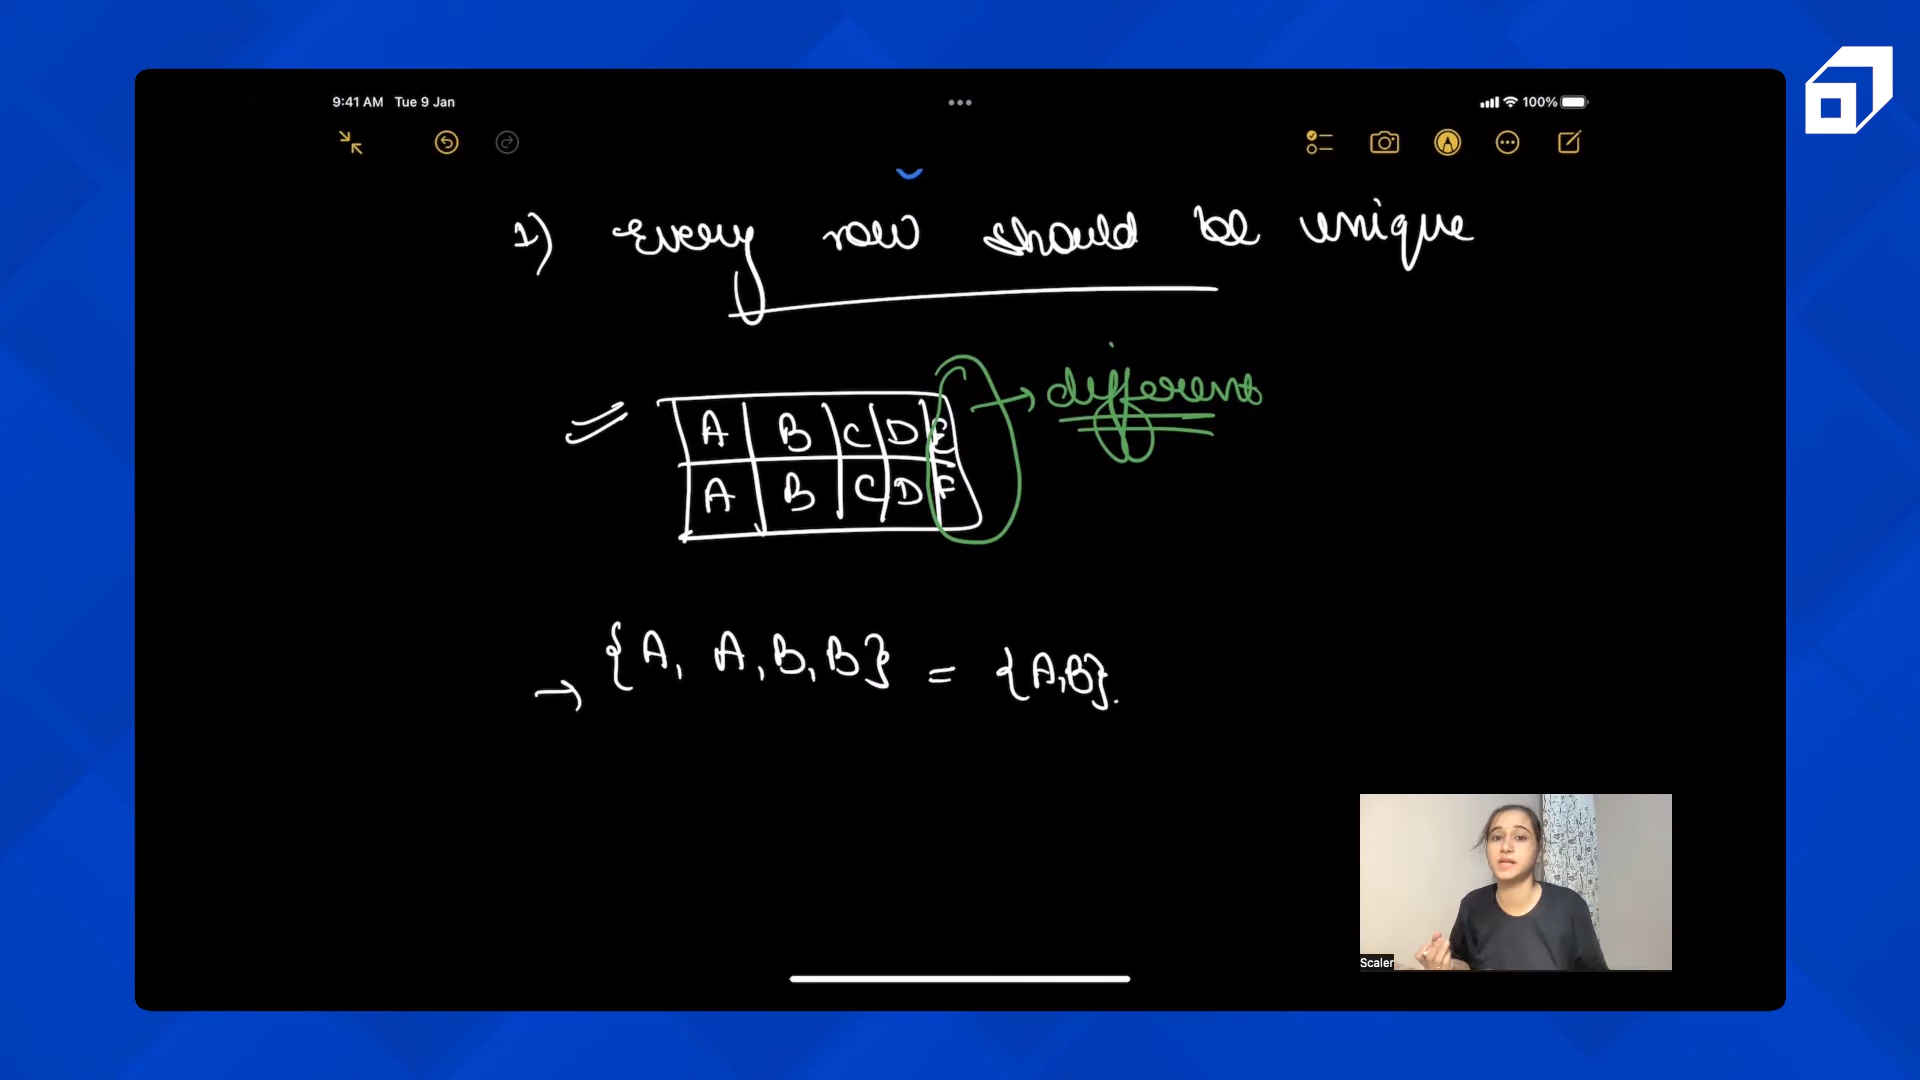 9:41 AM Tue 9 Jan
100%
1) Every row should be unique
different
A B C D E
A B C D F
→ {A, A, B, B} = {A,B}.
Scaler